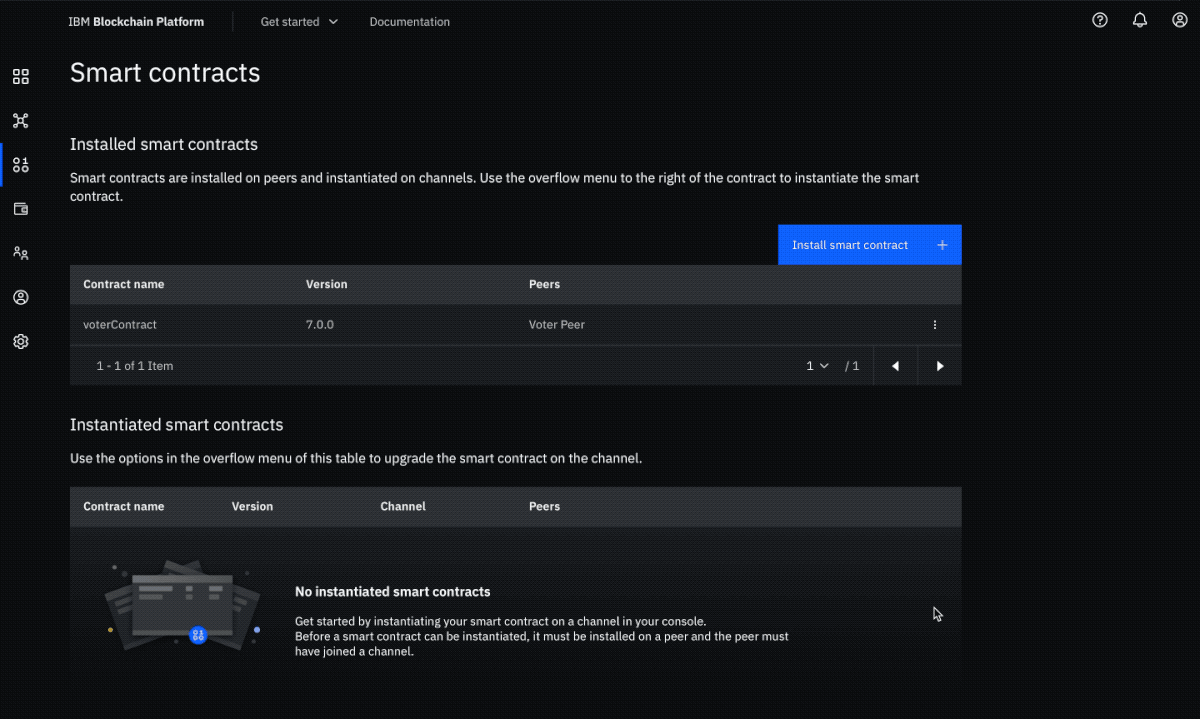 IBM Blockchain Platform
Get started
Documentation
Smart contracts
Installed smart contracts
Smart contracts are installed on peers and instantiated on channels. Use the overflow menu to the right of the contract to instantiate the smart
contract.
Install smart contract +
Contract name Version Peers
voterContract 7.0.0 Voter Peer
1 - 1 of 1 Item 1 / 1
Instantiated smart contracts
Use the options in the overflow menu of this table to upgrade the smart contract on the channel.
Contract name Version Channel Peers
No instantiated smart contracts
Get started by instantiating your smart contract on a channel in your console.
Before a smart contract can be instantiated, it must be installed on a peer and the peer must
have joined a channel.